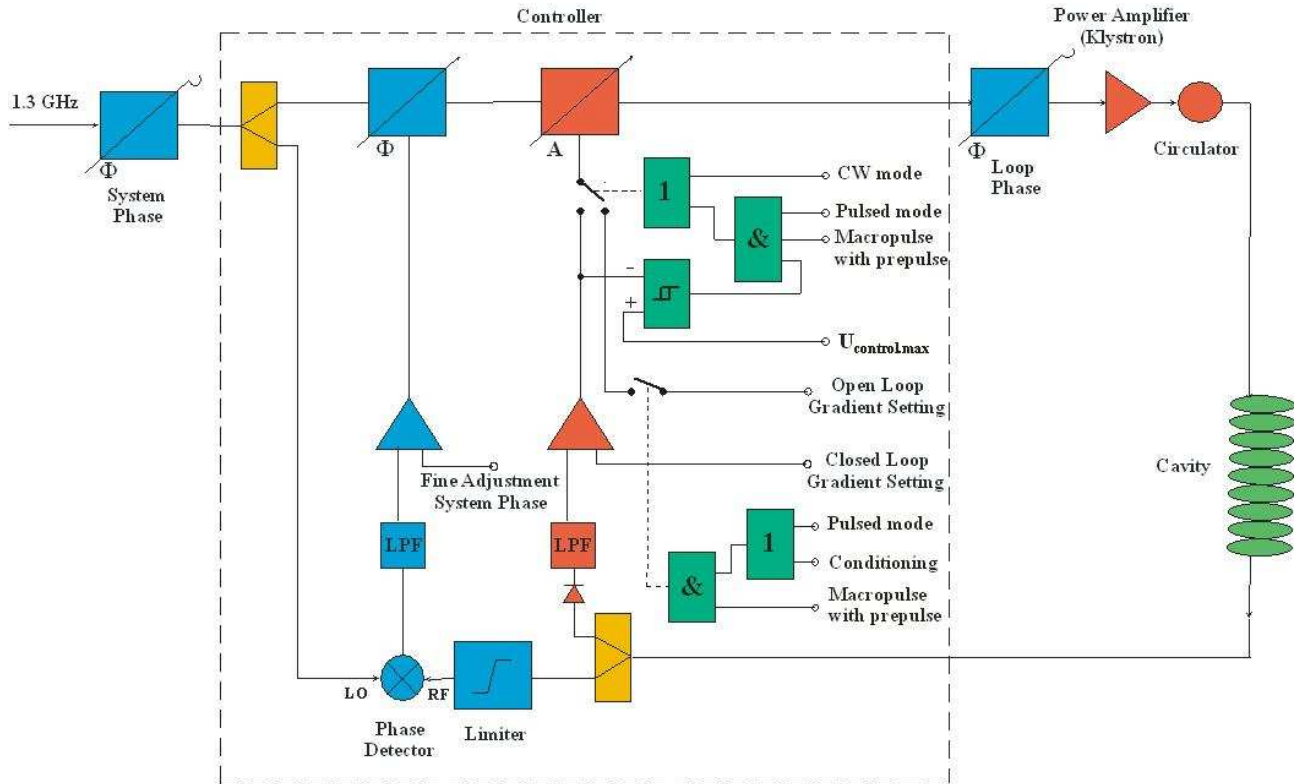 Controller
Power Amplifier
(Klystron)
1.3 GHz
Φ
System
Phase
Φ
A
Φ
Loop
Phase
Circulator
1
CW mode
&
Pulsed mode
Macropulse
with prepulse
-
+
Ucontrol.max
Open Loop
Gradient Setting
Closed Loop
Gradient Setting
Fine Adjustment
System Phase
Cavity
LPF
LPF
1
Pulsed mode
Conditioning
&
Macropulse
with prepulse
LO
RF
Phase
Detector
Limiter